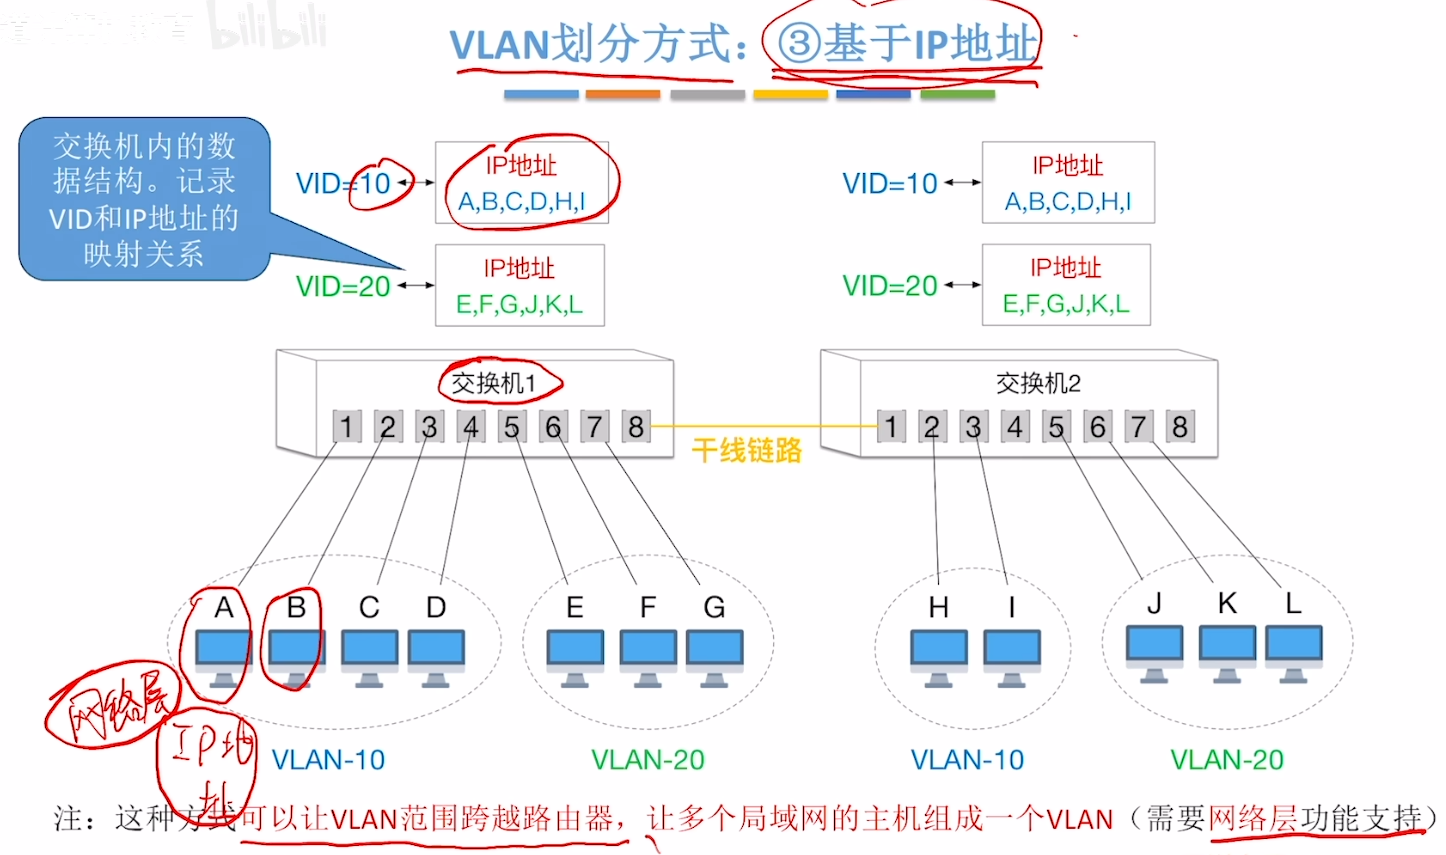 bilibili
VLAN划分方式：③基于IP地址
交换机内的数
据结构。记录
VID和IP地址的
映射关系
VID=10
IP地址
A,B,C,D,H,I
VID=20
IP地址
E,F,G,J,K,L
VID=10
IP地址
A,B,C,D,H,I
VID=20
IP地址
E,F,G,J,K,L
交换机1
1 2 3 4 5 6 7 8
干线链路
交换机2
1 2 3 4 5 6 7 8
A B C D
E F G
H I
J K L
网络层
IP地
址
VLAN-10
VLAN-20
VLAN-10
VLAN-20
注：这种方式可以让VLAN范围跨越路由器，让多个局域网的主机组成一个VLAN（需要网络层功能支持）